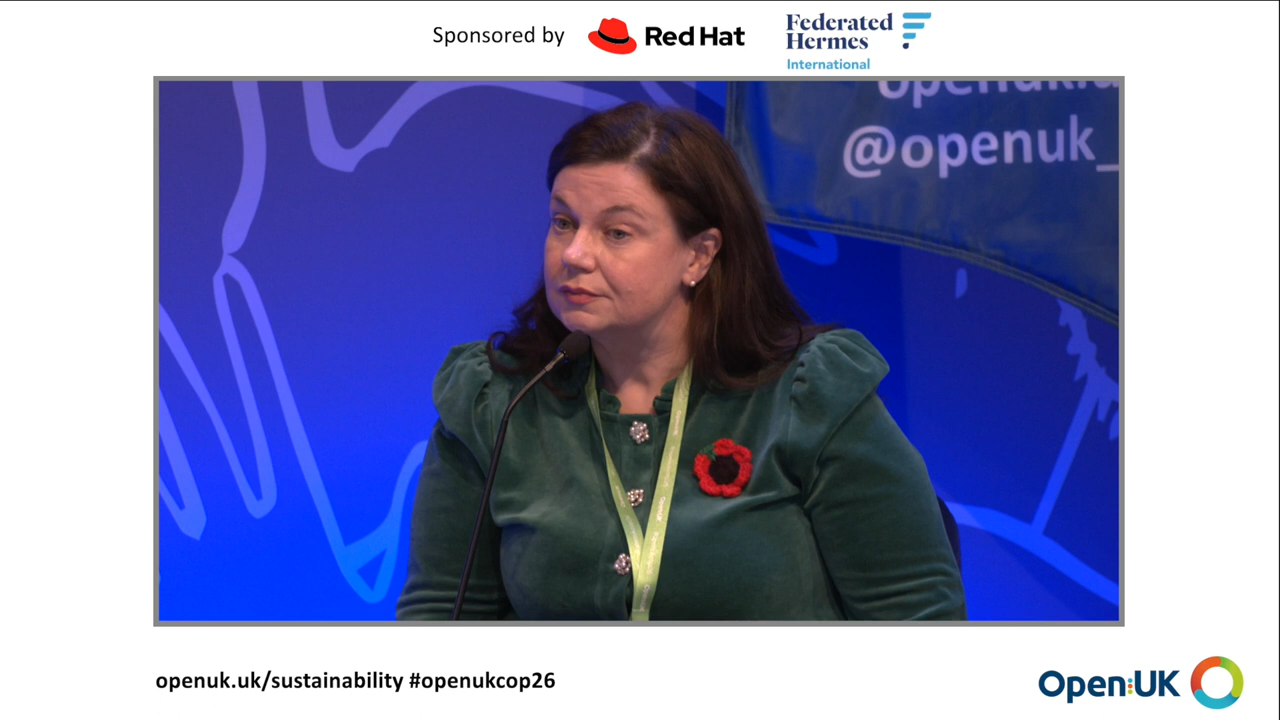 Sponsored by
Red Hat
Federated
Hermes
International
@openuk_
openuk.uk/sustainability #openukcop26
Open:UK